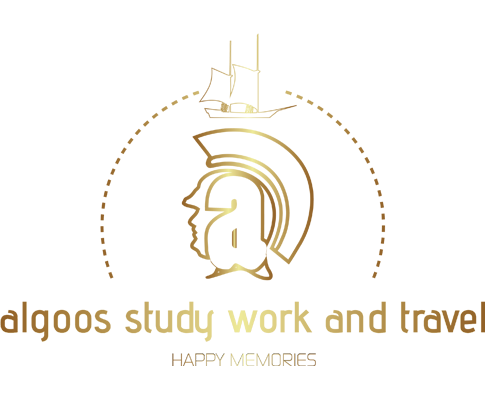 a
algoos study work and travel
HAPPY MEMORIES